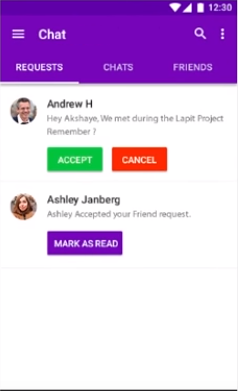 12:30
Chat
REQUESTS CHATS FRIENDS
Andrew H
Hey Akshaye, We met during the Lapit Project
Remember ?
ACCEPT CANCEL
Ashley Janberg
Ashley Accepted your Friend request.
MARK AS READ